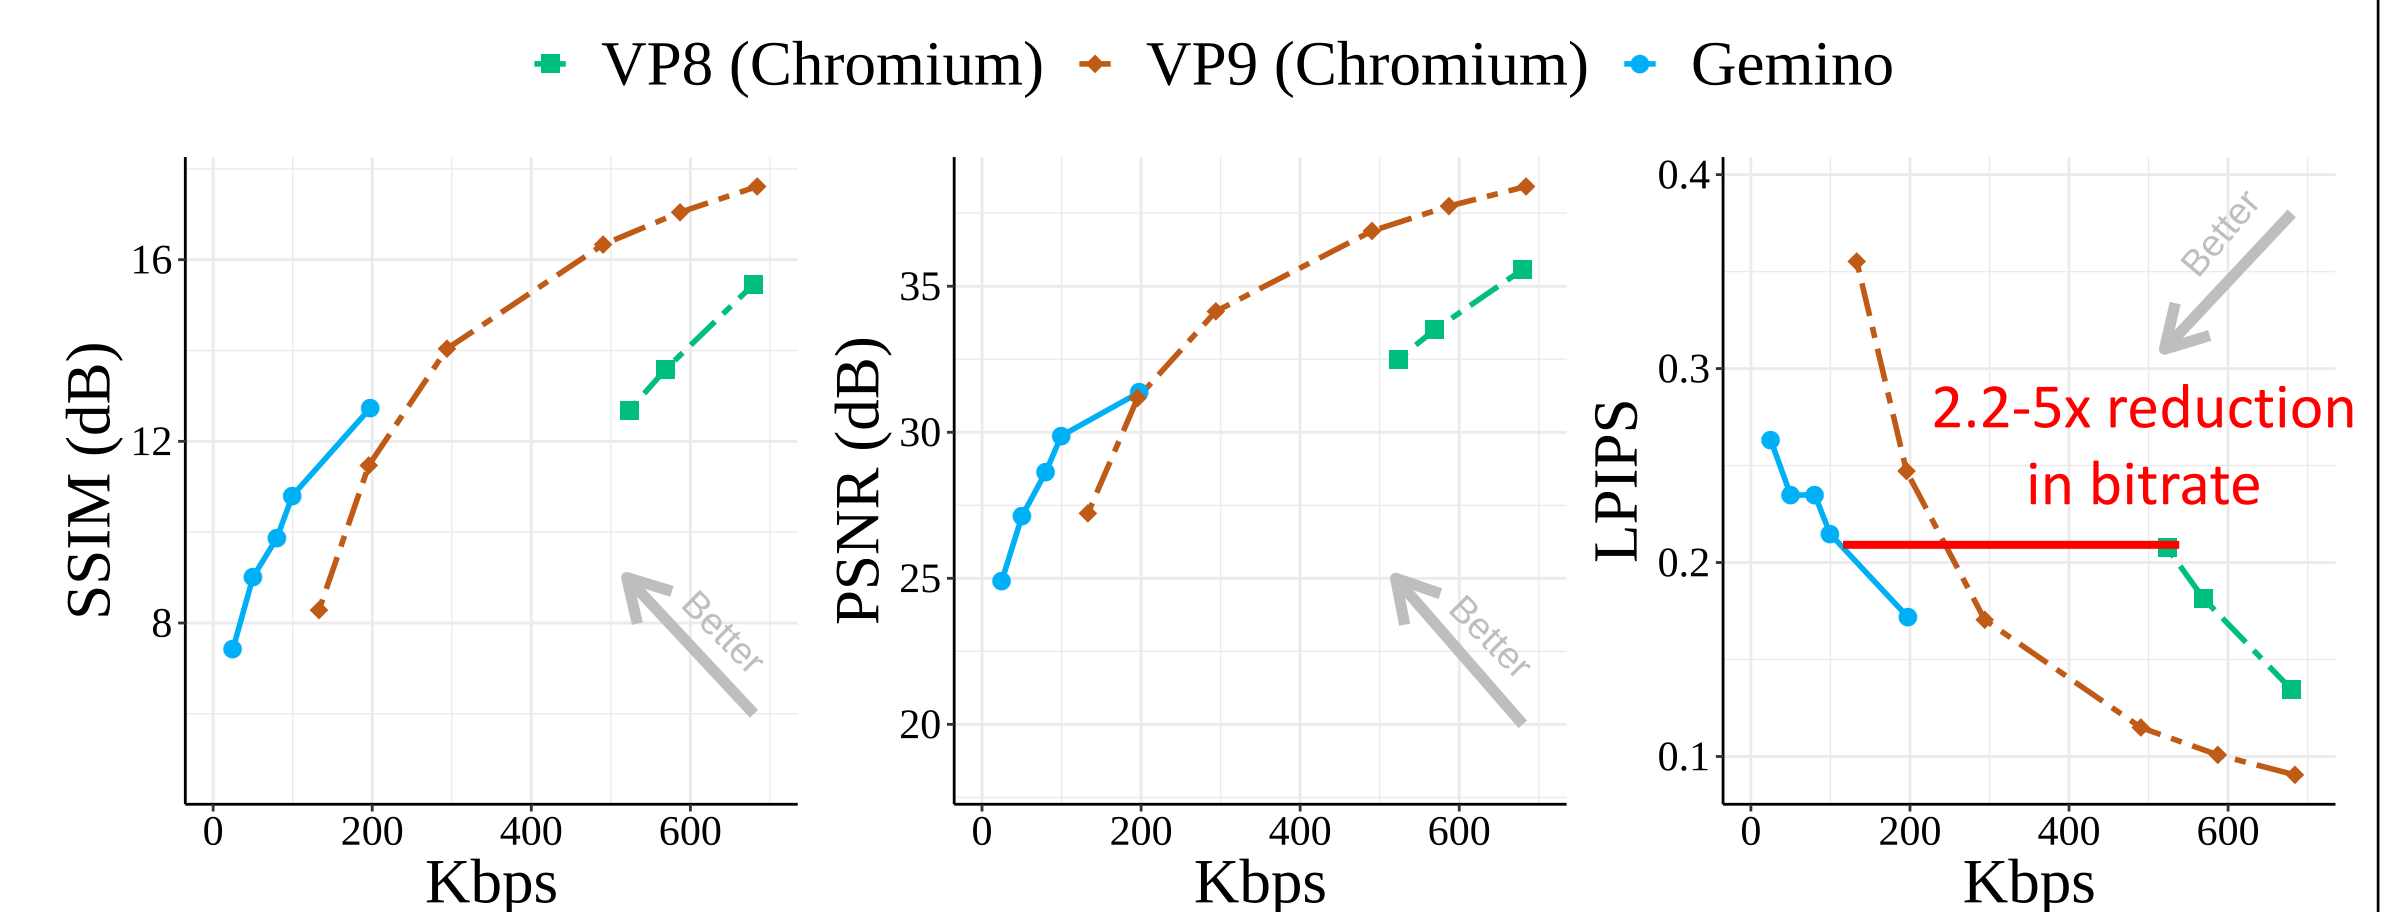 VP8 (Chromium) VP9 (Chromium) Gemino
SSIM (dB)
16
12
8
0 200 400 600
Kbps
Better
PSNR (dB)
35
30
25
20
0 200 400 600
Kbps
Better
LPIPS
0.4
0.3
0.2
0.1
0 200 400 600
Kbps
Better
2.2-5x reduction
in bitrate